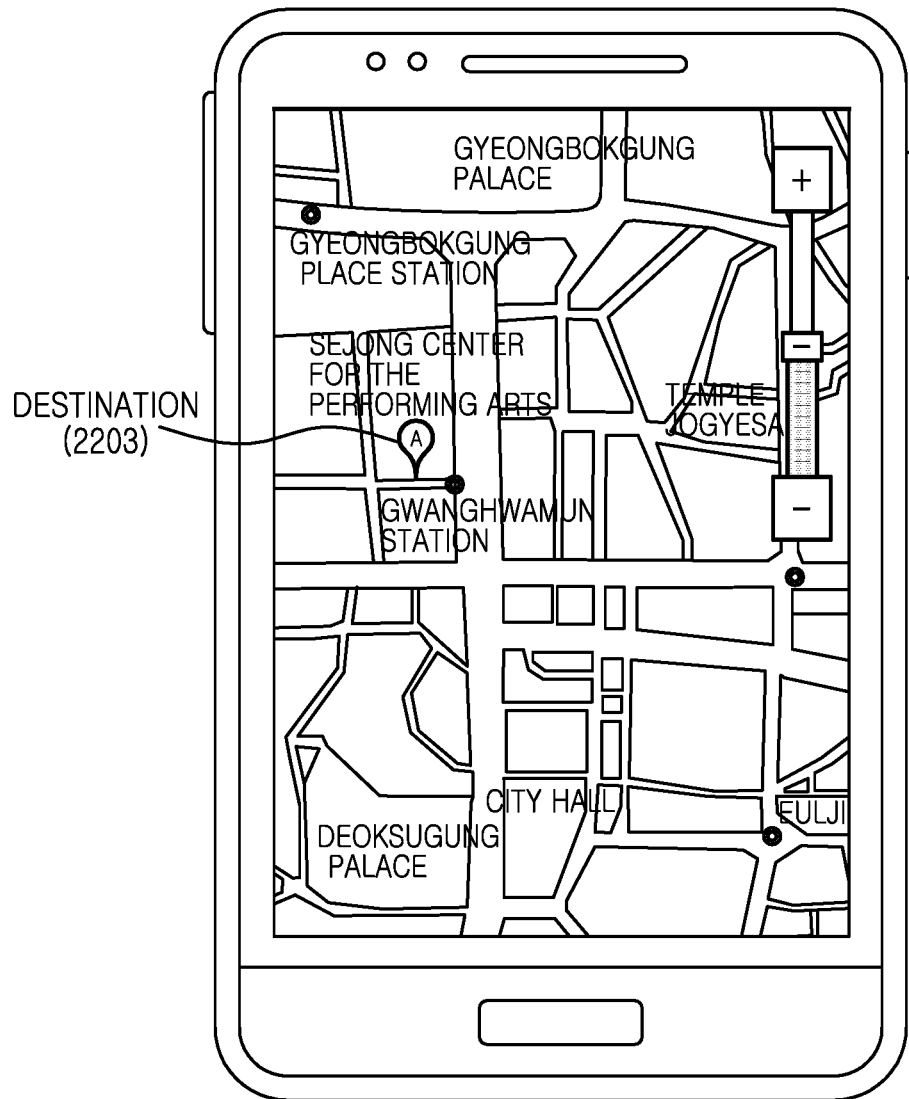 GYEONGBOKGUNG
PALACE
+
GYEONGBOKGUNG
PLACE STATION
SEJONG CENTER
FOR THE
PERFORMING ARTS
−
TEMPLE
JOGYESA
DESTINATION
(2203)
A
GWANGHWAMUN
STATION
−
CITY HALL
EULJI
DEOKSUGUNG
PALACE